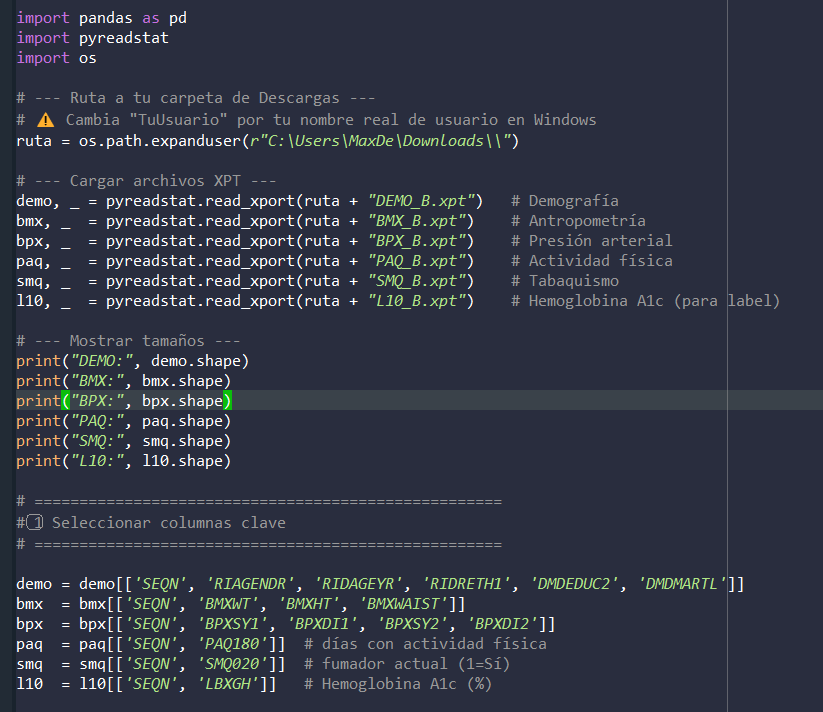 import pandas as pd
import pyreadstat
import os
# --- Ruta a tu carpeta de Descargas ---
# ⚠️ Cambia "TuUsuario" por tu nombre real de usuario en Windows
ruta = os.path.expanduser(r"C:\Users\MaxDe\Downloads\\")
# --- Cargar archivos XPT ---
demo, _ = pyreadstat.read_xport(ruta + "DEMO_B.xpt")   # Demografía
bmx, _  = pyreadstat.read_xport(ruta + "BMX_B.xpt")    # Antropometría
bpx, _  = pyreadstat.read_xport(ruta + "BPX_B.xpt")    # Presión arterial
paq, _  = pyreadstat.read_xport(ruta + "PAQ_B.xpt")    # Actividad física
smq, _  = pyreadstat.read_xport(ruta + "SMQ_B.xpt")    # Tabaquismo
l10, _  = pyreadstat.read_xport(ruta + "L10_B.xpt")    # Hemoglobina A1c (para label)
# --- Mostrar tamaños ---
print("DEMO:", demo.shape)
print("BMX:", bmx.shape)
print("BPX:", bpx.shape)
print("PAQ:", paq.shape)
print("SMQ:", smq.shape)
print("L10:", l10.shape)
# ====================================================
#1️⃣ Seleccionar columnas clave
# ====================================================
demo = demo[['SEQN', 'RIAGENDR', 'RIDAGEYR', 'RIDRETH1', 'DMDEDUC2', 'DMDMARTL']]
bmx  = bmx[['SEQN', 'BMXWT', 'BMXHT', 'BMXWAIST']]
bpx  = bpx[['SEQN', 'BPXSY1', 'BPXDI1', 'BPXSY2', 'BPXDI2']]
paq  = paq[['SEQN', 'PAQ180']]  # días con actividad física
smq  = smq[['SEQN', 'SMQ020']]  # fumador actual (1=Sí)
l10  = l10[['SEQN', 'LBXGH']]   # Hemoglobina A1c (%)